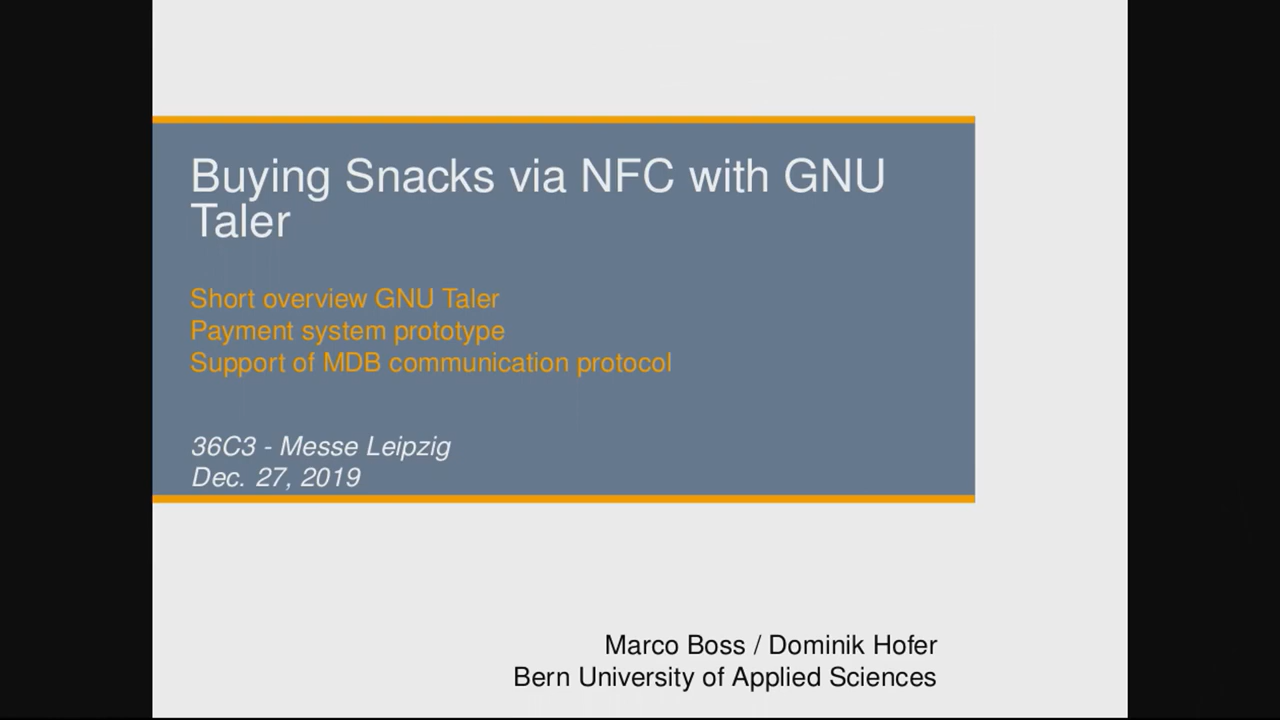 Buying Snacks via NFC with GNU
Taler
Short overview GNU Taler
Payment system prototype
Support of MDB communication protocol
36C3 - Messe Leipzig
Dec. 27, 2019
Marco Boss / Dominik Hofer
Bern University of Applied Sciences